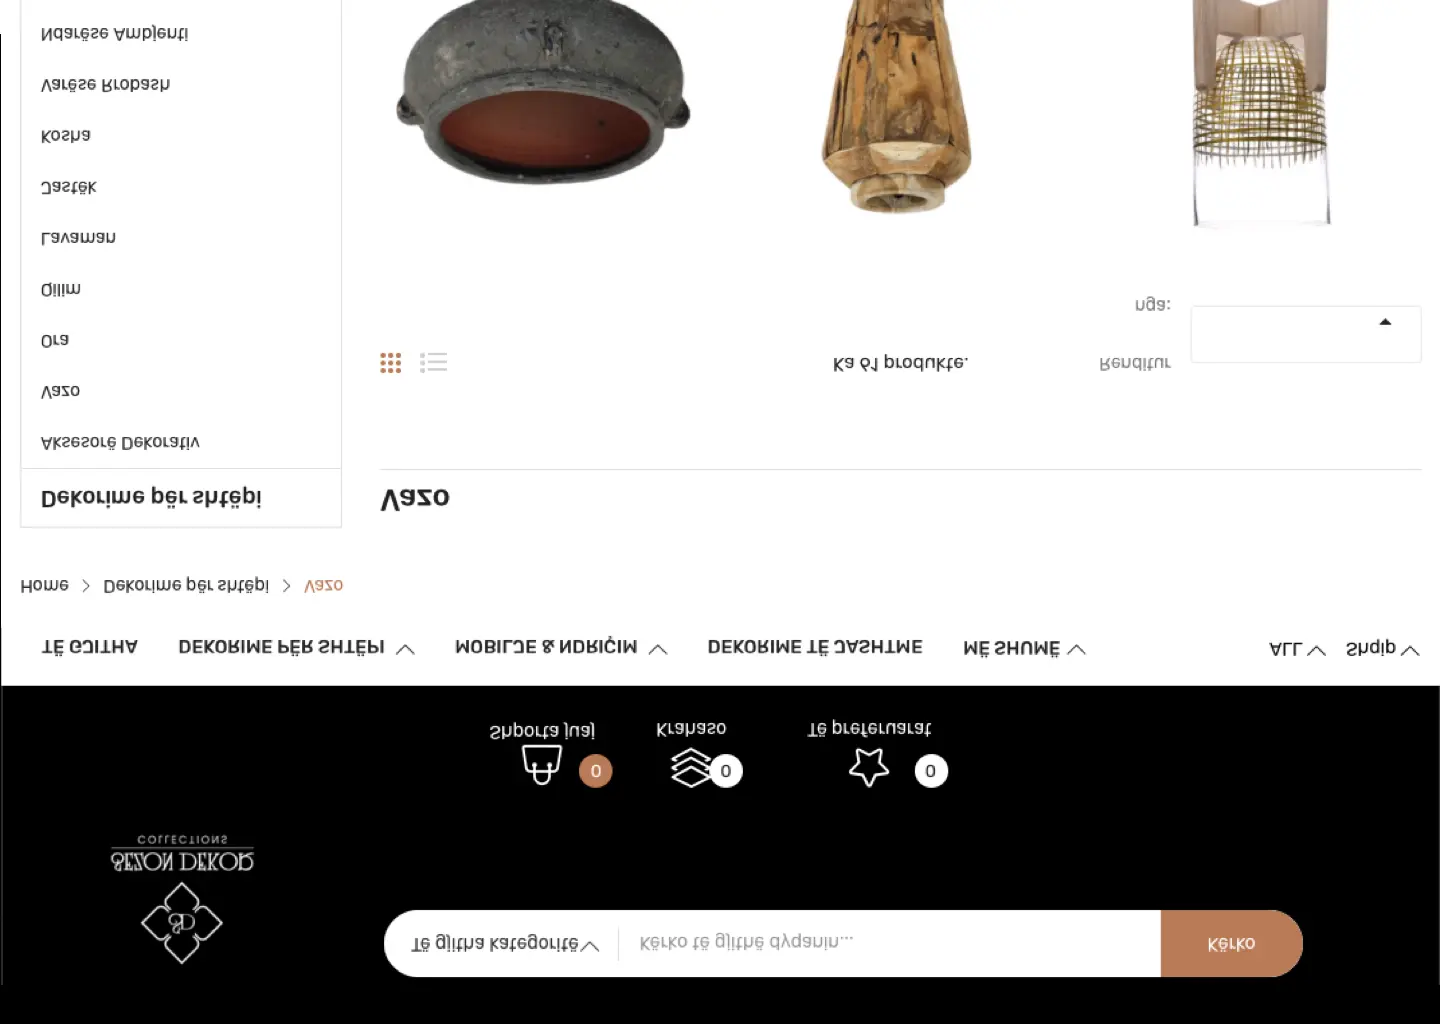 Të gjitha kategoritë
Kërko të gjithë dyqanin...
Kërko
SEZON DEKOR
COLLECTIONS
0
0
0
Shporta juaj
Krahaso
Të preferuarat
TË GJITHA
DEKORIME PËR SHTËPI
MOBILJE & NDRIÇIM
DEKORIME TË JASHTME
MË SHUMË
ALL
Shqip
Home > Dekorime për shtëpi > Vazo
Dekorime për shtëpi
Aksesorë Dekorativ
Vazo
Ora
Qilim
Lavaman
Jastëk
Kosha
Varëse Rrobash
Ndarëse Ambjenti
Vazo
Ka 61 produkte.
Renditur
nga: